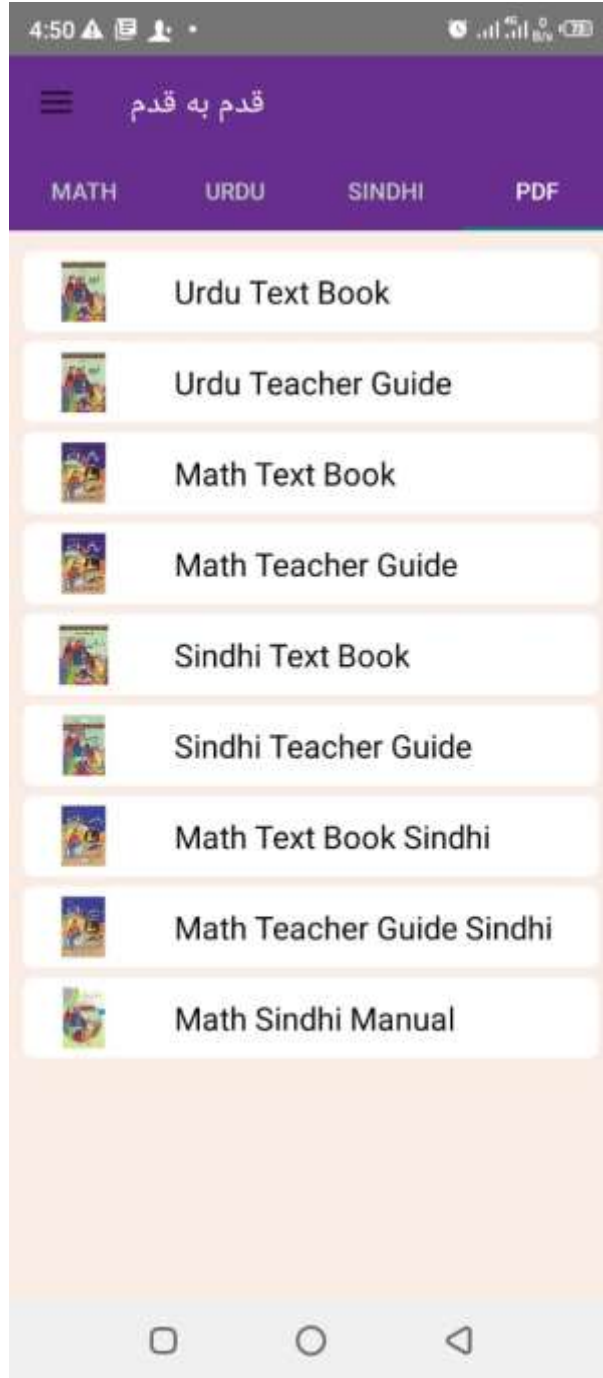 4:50
قدم به قدم
MATH URDU SINDHI PDF
Urdu Text Book
Urdu Teacher Guide
Math Text Book
Math Teacher Guide
Sindhi Text Book
Sindhi Teacher Guide
Math Text Book Sindhi
Math Teacher Guide Sindhi
Math Sindhi Manual